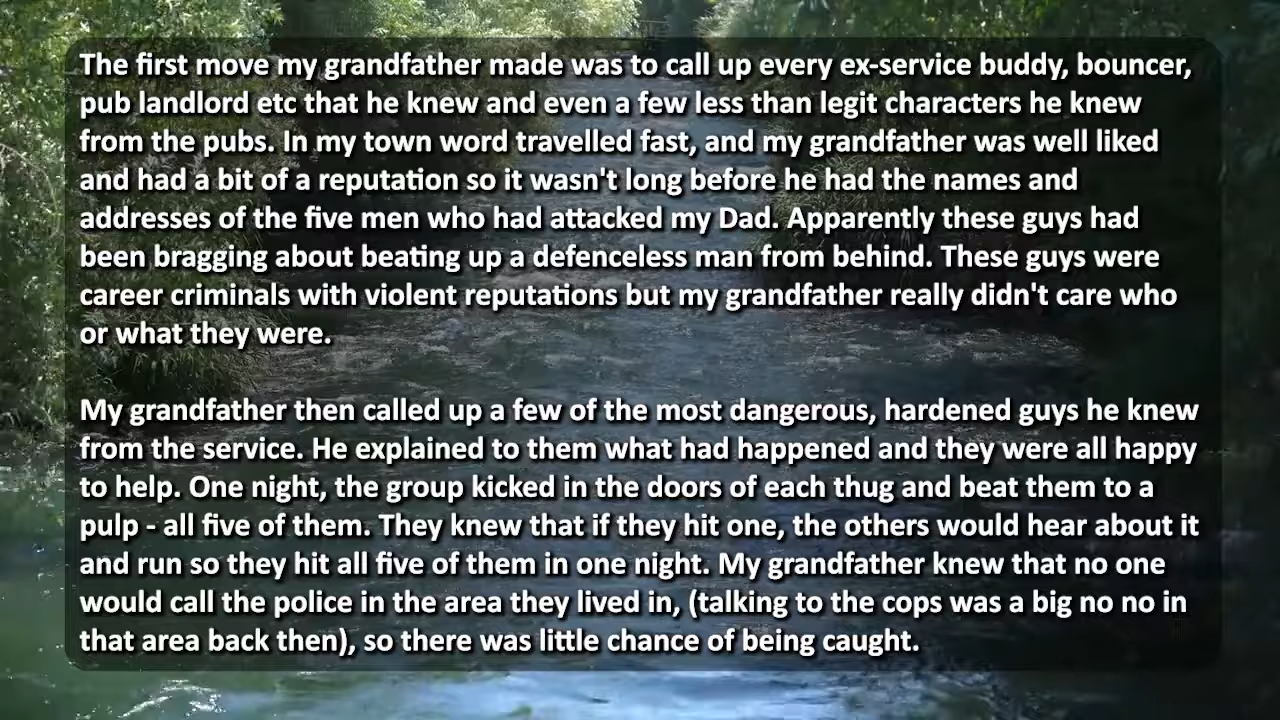 The first move my grandfather made was to call up every ex-service buddy, bouncer,
pub landlord etc that he knew and even a few less than legit characters he knew
from the pubs. In my town word travelled fast, and my grandfather was well liked
and had a bit of a reputation so it wasn't long before he had the names and
addresses of the five men who had attacked my Dad. Apparently these guys had
been bragging about beating up a defenceless man from behind. These guys were
career criminals with violent reputations but my grandfather really didn't care who
or what they were.
My grandfather then called up a few of the most dangerous, hardened guys he knew
from the service. He explained to them what had happened and they were all happy
to help. One night, the group kicked in the doors of each thug and beat them to a
pulp - all five of them. They knew that if they hit one, the others would hear about it
and run so they hit all five of them in one night. My grandfather knew that no one
would call the police in the area they lived in, (talking to the cops was a big no no in
that area back then), so there was little chance of being caught.